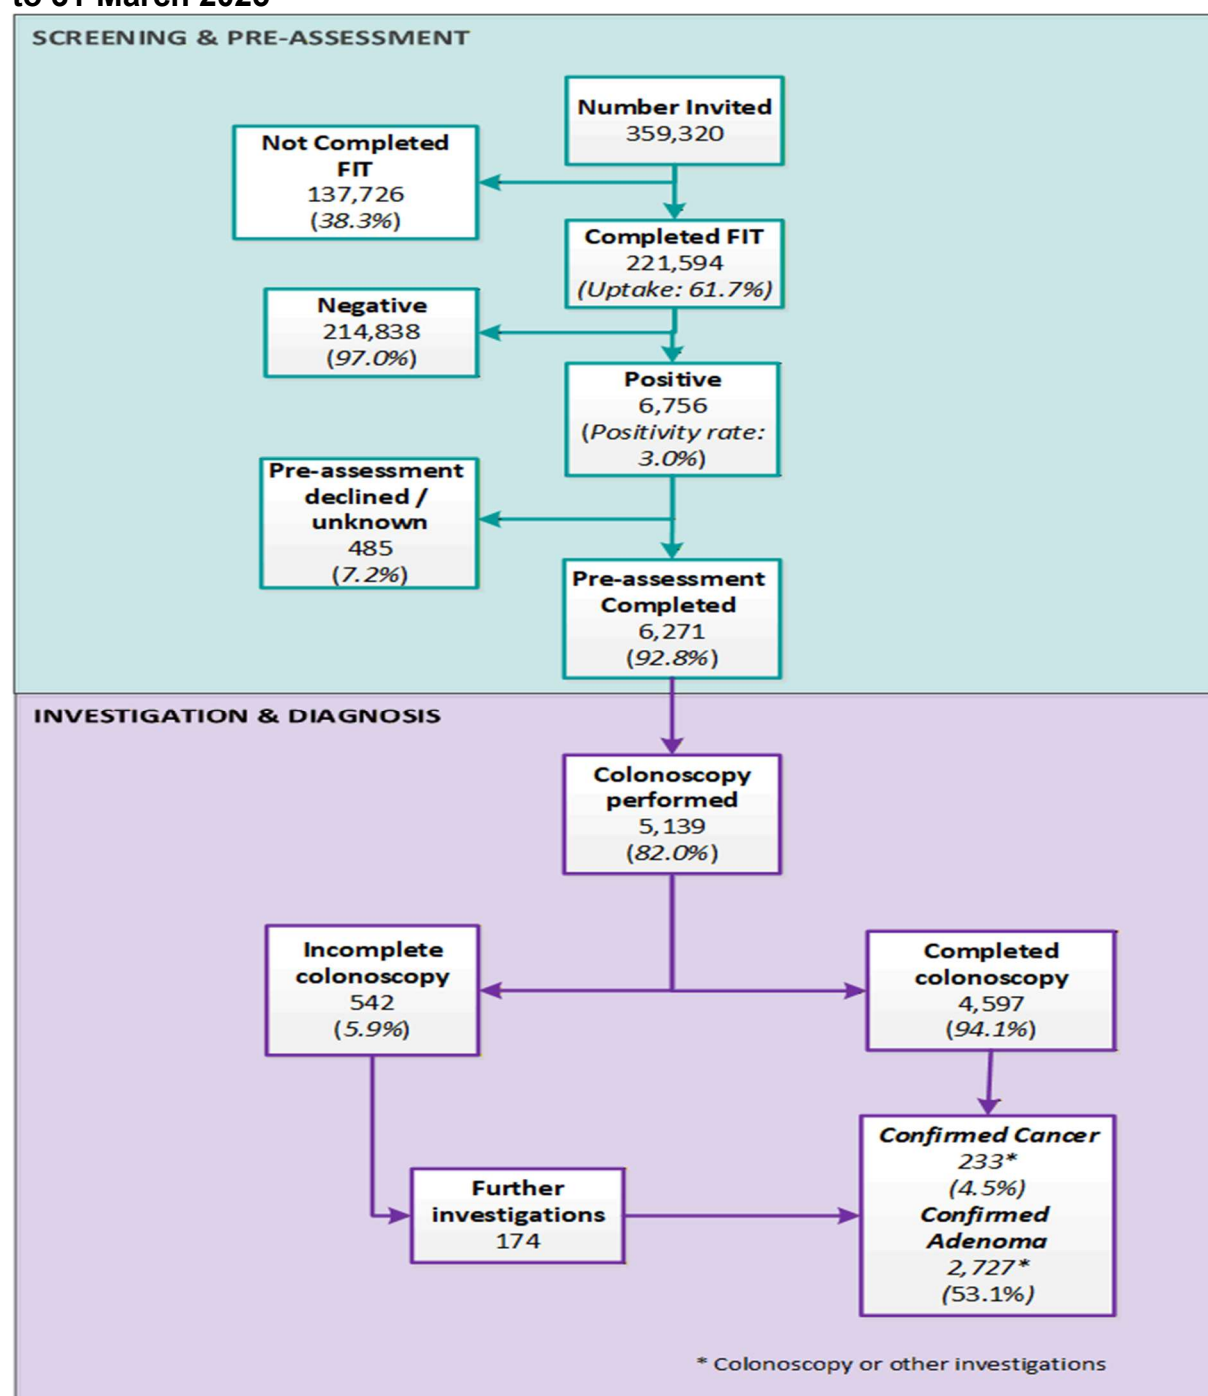 to 31 March 2023
SCREENING & PRE-ASSESSMENT
Number Invited
359,320
Not Completed
FIT
137,726
(38.3%)
Completed FIT
221,594
(Uptake: 61.7%)
Negative
214,838
(97.0%)
Positive
6,756
(Positivity rate:
3.0%)
Pre-assessment
declined /
unknown
485
(7.2%)
Pre-assessment
Completed
6,271
(92.8%)
INVESTIGATION & DIAGNOSIS
Colonoscopy
performed
5,139
(82.0%)
Incomplete
colonoscopy
542
(5.9%)
Completed
colonoscopy
4,597
(94.1%)
Further
investigations
174
Confirmed Cancer
233*
(4.5%)
Confirmed
Adenoma
2,727*
(53.1%)
* Colonoscopy or other investigations